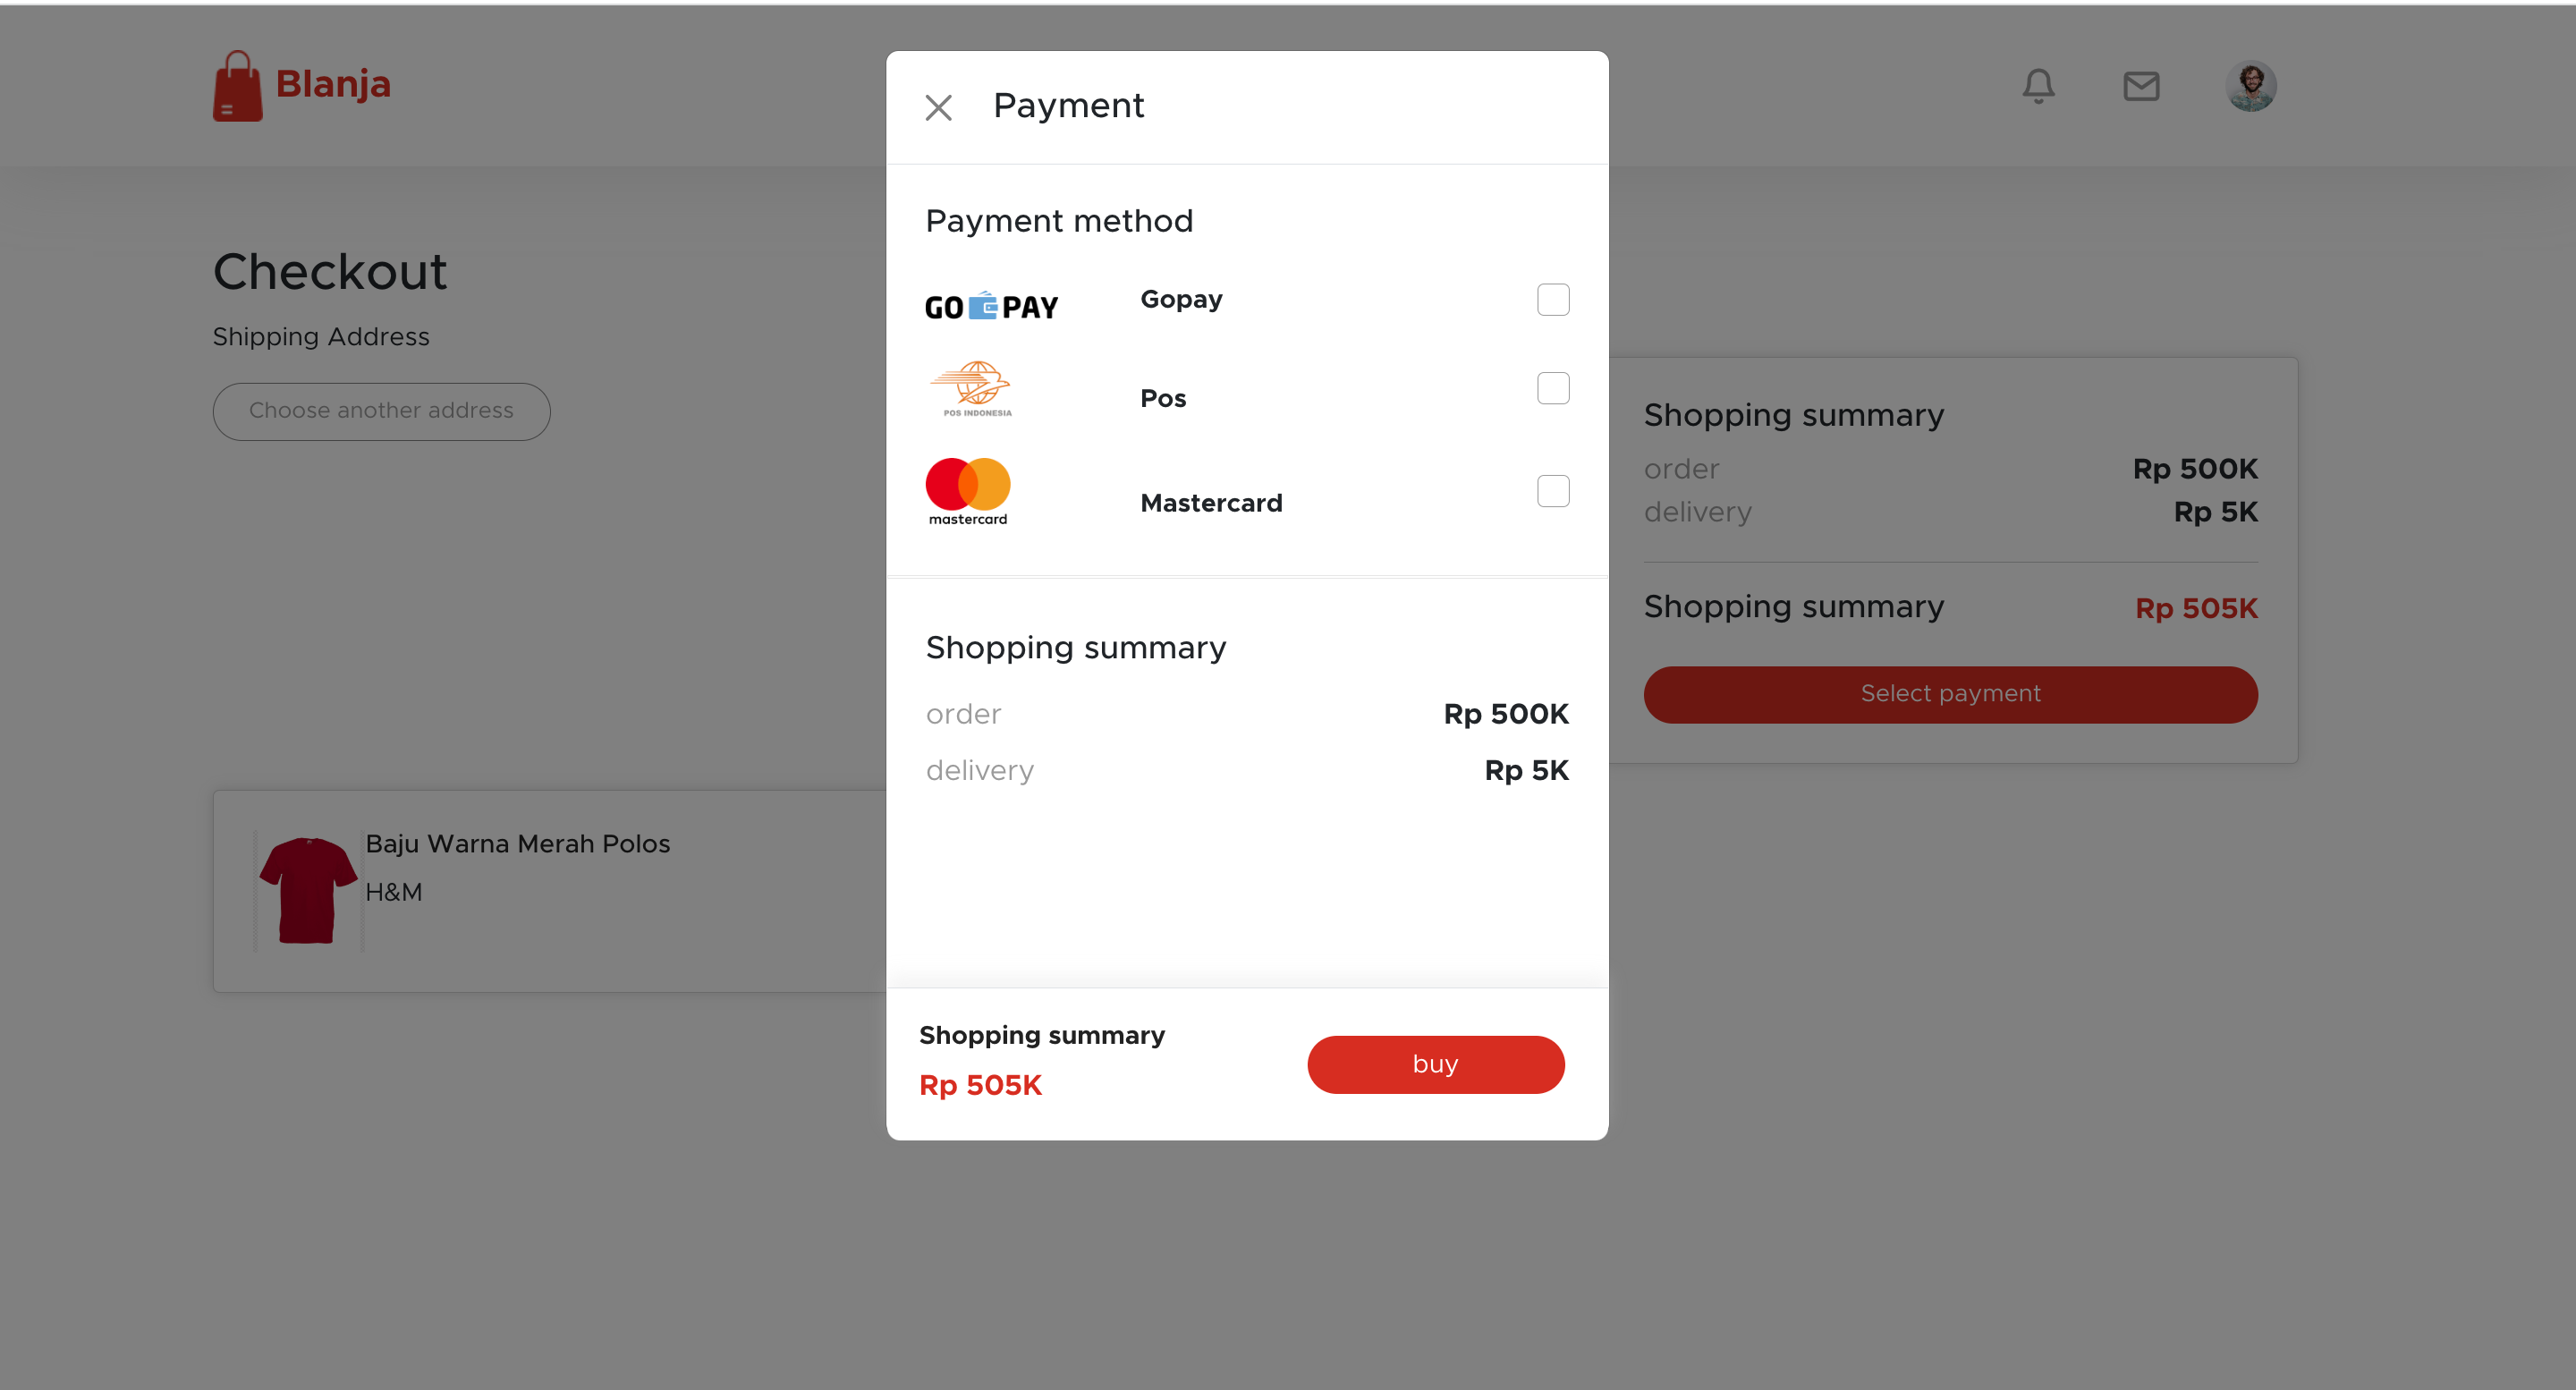 Blanja
Checkout
Shipping Address
Choose another address
Baju Warna Merah Polos
H&M
Shopping summary
order Rp 500K
delivery Rp 5K
Shopping summary Rp 505K
Select payment
Payment
Payment method
GO PAY Gopay
POS INDONESIA Pos
mastercard Mastercard
Shopping summary
order Rp 500K
delivery Rp 5K
Shopping summary
Rp 505K
buy